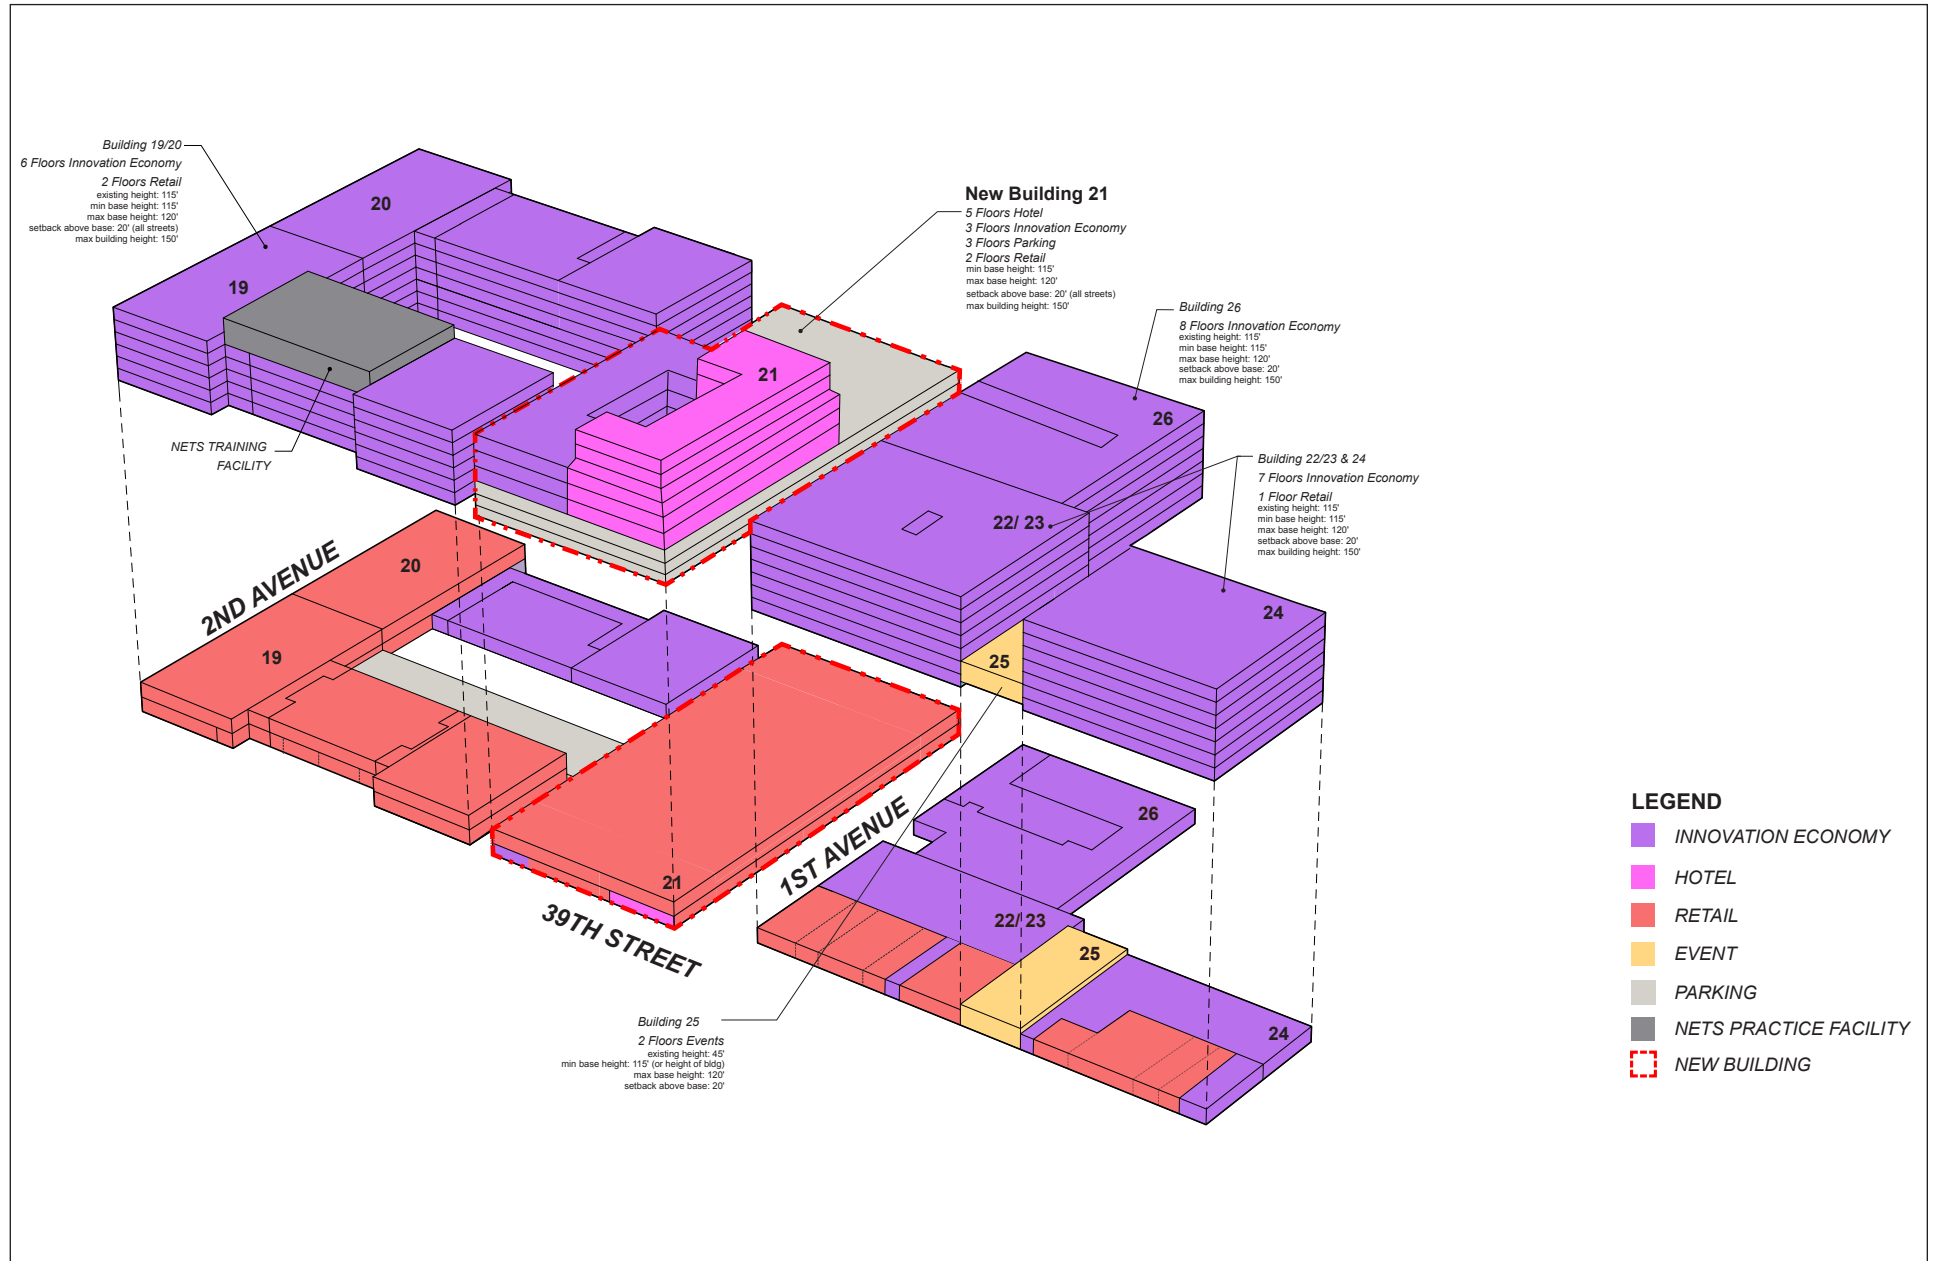 Building 19/20
6 Floors Innovation Economy
2 Floors Retail
existing height: 115'
min base height: 115'
max base height: 120'
setback above base: 20' (all streets)
max building height: 150'
20
19
NETS TRAINING
FACILITY
New Building 21
5 Floors Hotel
3 Floors Innovation Economy
3 Floors Parking
2 Floors Retail
min base height: 115'
max base height: 120'
setback above base: 20' (all streets)
max building height: 150'
21
Building 26
8 Floors Innovation Economy
existing height: 115'
min base height: 115'
max base height: 120'
setback above base: 20'
max building height: 150'
26
Building 22/23 & 24
7 Floors Innovation Economy
1 Floor Retail
existing height: 115'
min base height: 115'
max base height: 120'
setback above base: 20'
max building height: 150'
22/ 23
24
25
2ND AVENUE
20
19
21
39TH STREET
1ST AVENUE
26
22/ 23
25
24
Building 25
2 Floors Events
existing height: 45'
min base height: 115' (or height of bldg)
max base height: 120'
setback above base: 20'
LEGEND
INNOVATION ECONOMY
HOTEL
RETAIL
EVENT
PARKING
NETS PRACTICE FACILITY
NEW BUILDING